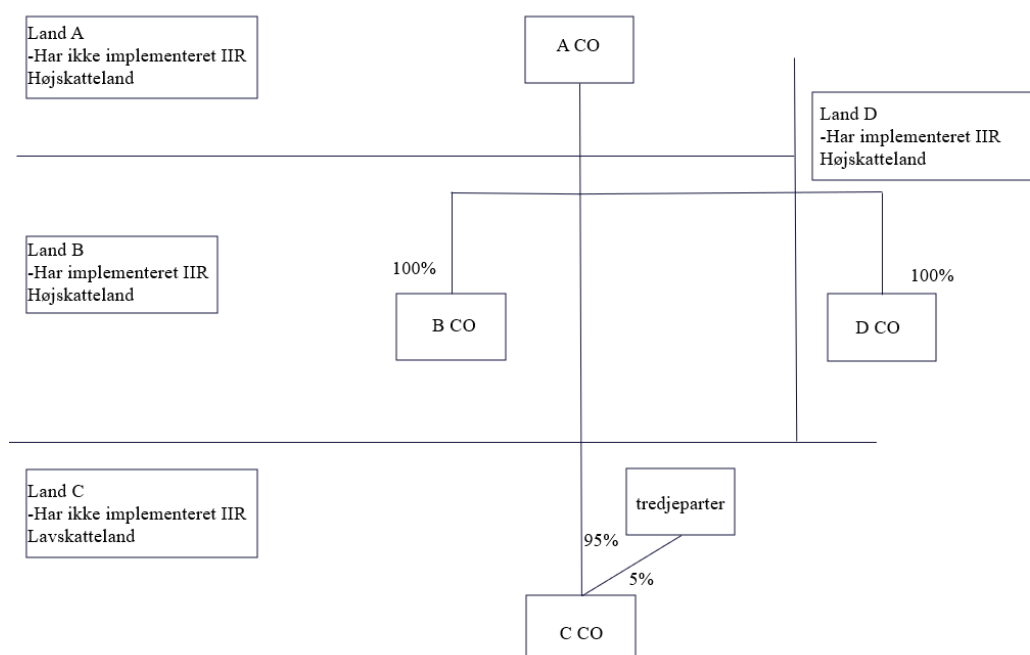 Land A
-Har ikke implementeret IIR
Højskatteland
A CO
Land D
-Har implementeret IIR
Højskatteland
Land B
-Har implementeret IIR
Højskatteland
100%
100%
B CO
D CO
Land C
-Har ikke implementeret IIR
Lavskatteland
tredjeparter
95%
5%
C CO